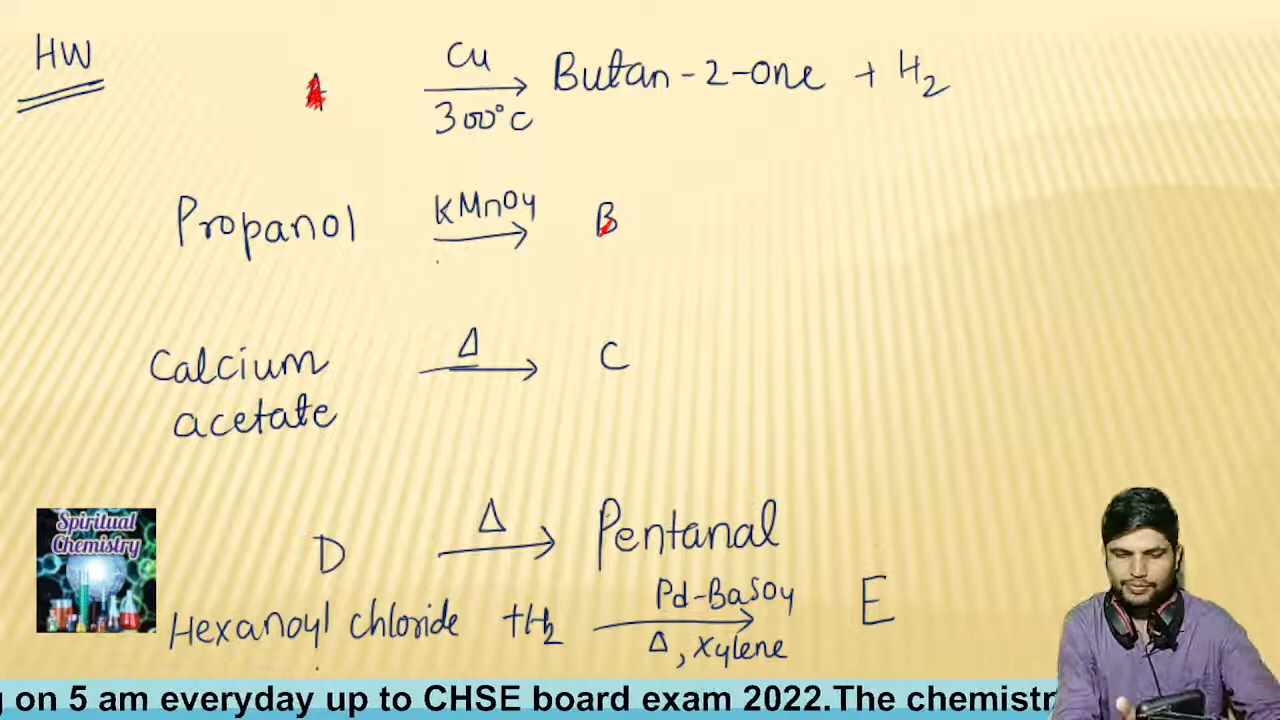 HW
A Cu Butan-2-one + H2
300°C
Propanol KMnO4 B
Calcium Δ C
acetate
Spiritual
Chemistry
D Δ Pentanal
Hexanoyl chloride + H2 Pd-BaSO4 E
Δ, Xylene
g on 5 am everyday up to CHSE board exam 2022.The chemistr